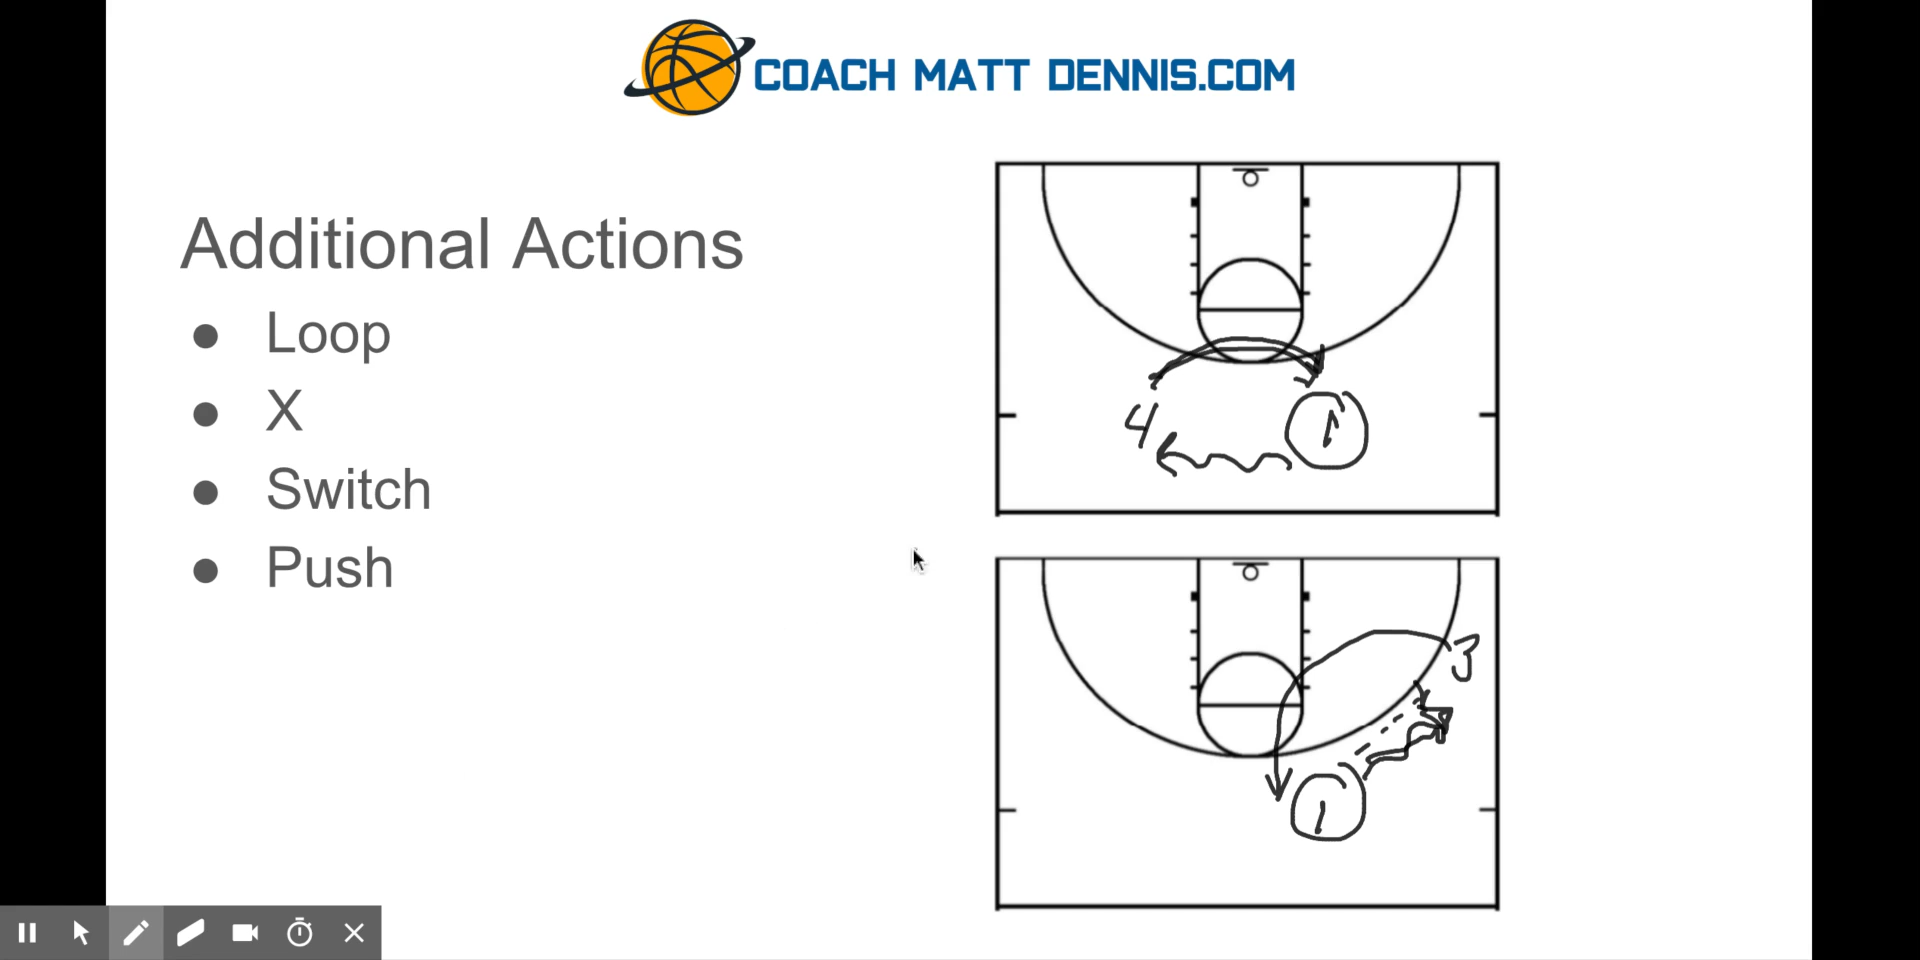 COACH MATT DENNIS.COM
Additional Actions
● Loop
● X
● Switch
● Push
4
1
3
1